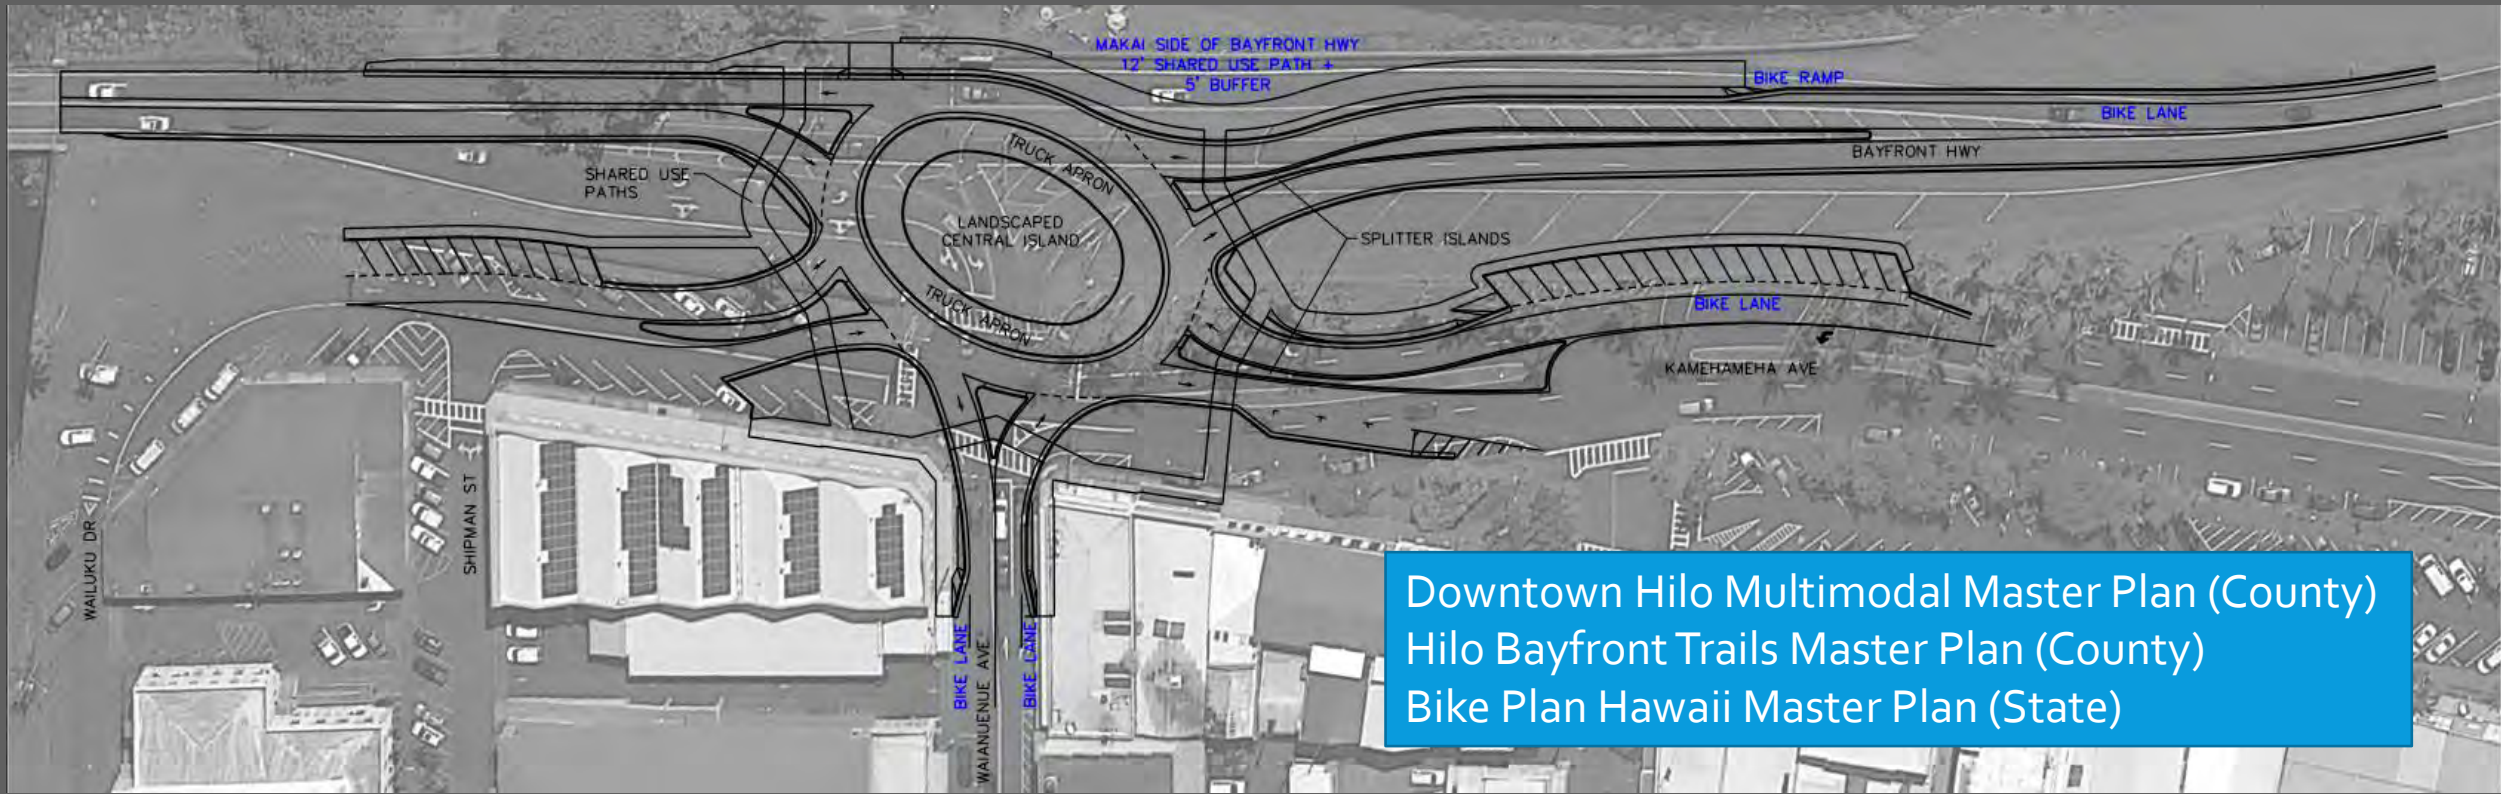 MAKAI SIDE OF BAYFRONT HWY
12' SHARED USE PATH +
5' BUFFER
BIKE RAMP
BIKE LANE
BAYFRONT HWY
TRUCK APRON
SHARED USE
PATHS
LANDSCAPED
CENTRAL ISLAND
SPLITTER ISLANDS
TRUCK APRON
BIKE LANE
KAMEHAMEHA AVE
WAILUKU DR
SHIPMAN ST
BIKE LANE
WAIANUENUE AVE
BIKE LANE
Downtown Hilo Multimodal Master Plan (County)
Hilo Bayfront Trails Master Plan (County)
Bike Plan Hawaii Master Plan (State)